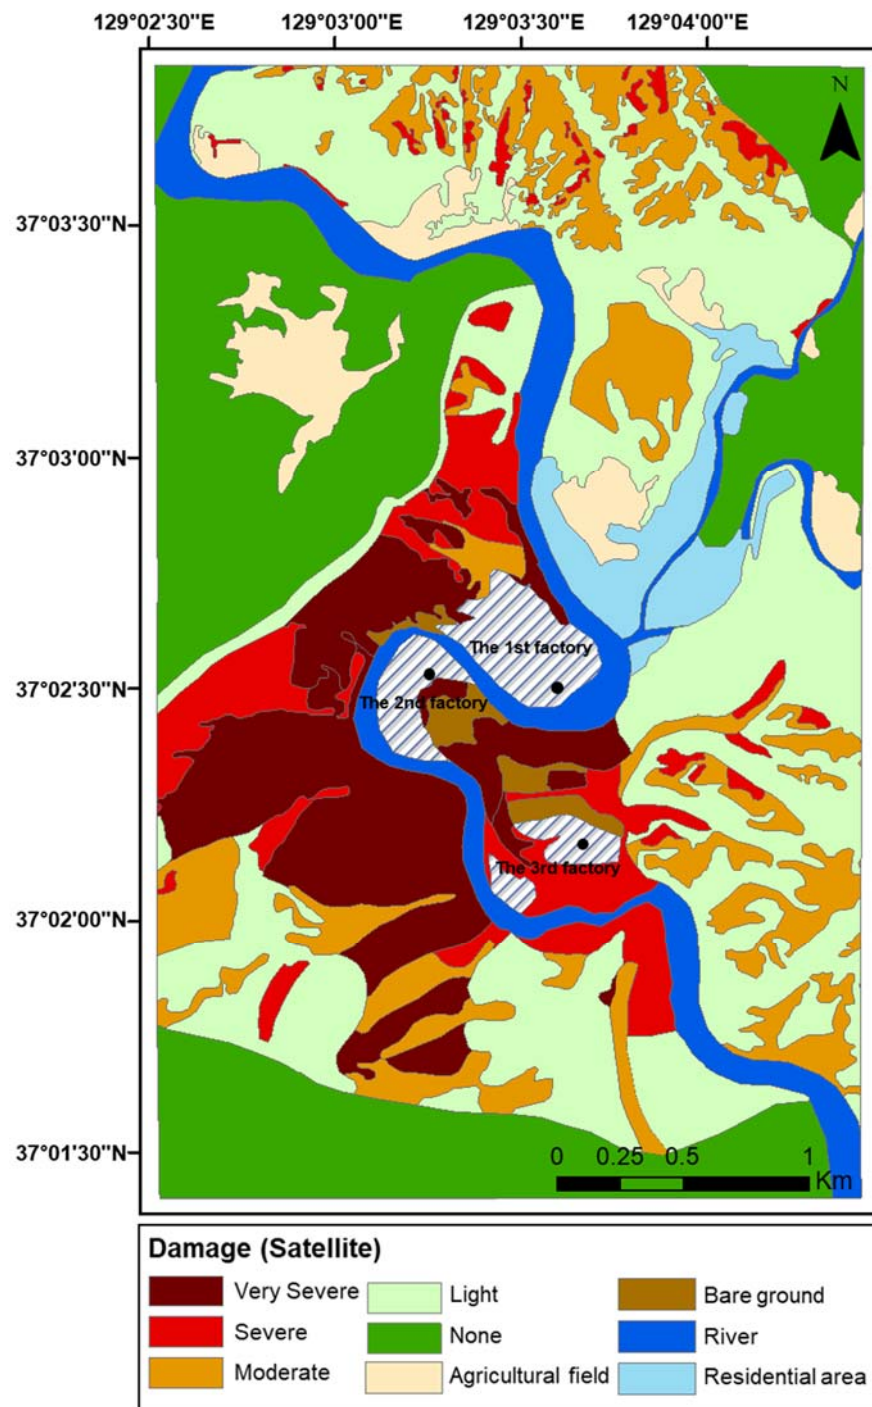 129°02'30"E 129°03'00"E 129°03'30"E 129°04'00"E
N
37°03'30"N
37°03'00"N
The 1st factory
37°02'30"N
The 2nd factory
The 3rd factory
37°02'00"N
37°01'30"N
0 0.25 0.5 1
Km
Damage (Satellite)
Very Severe Light Bare ground
Severe None River
Moderate Agricultural field Residential area